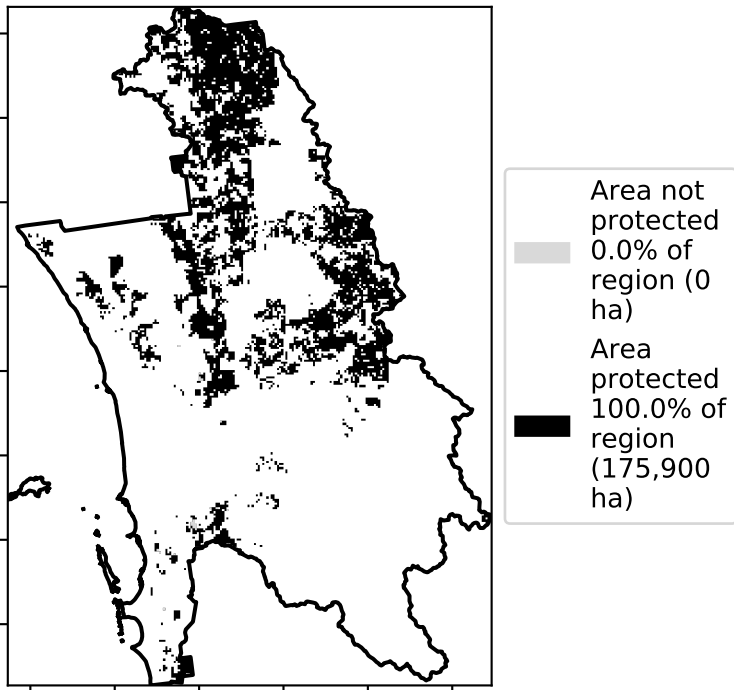 Area not
protected
0.0% of
region (0
ha)
Area
protected
100.0% of
region
(175,900
ha)